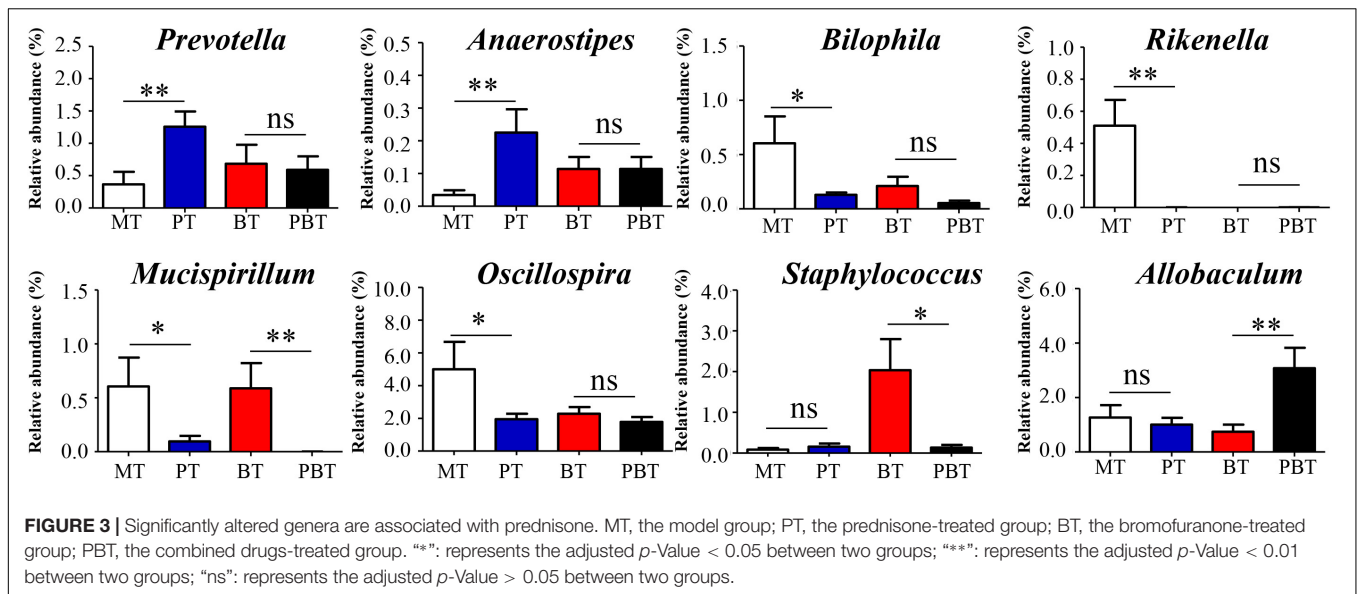 Prevotella
Relative abundance (%)
2.5
2.0
1.5
1.0
0.5
0.0
**
ns
MT PT BT PBT
Anaerostipes
Relative abundance (%)
0.5
0.4
0.3
0.2
0.1
0.0
**
ns
MT PT BT PBT
Bilophila
Relative abundance (%)
1.5
1.0
0.5
0.0
*
ns
MT PT BT PBT
Rikenella
Relative abundance (%)
1.0
0.8
0.6
0.4
0.2
0.0
**
ns
MT PT BT PBT
Mucispirillum
Relative abundance (%)
1.5
1.0
0.5
0.0
*
**
MT PT BT PBT
Oscillospira
Relative abundance (%)
10.0
8.0
6.0
4.0
2.0
0.0
*
ns
MT PT BT PBT
Staphylococcus
Relative abundance (%)
4.0
3.0
2.0
1.0
0.0
ns
*
MT PT BT PBT
Allobaculum
Relative abundance (%)
6.0
4.0
2.0
0.0
ns
**
MT PT BT PBT
FIGURE 3 | Significantly altered genera are associated with prednisone. MT, the model group; PT, the prednisone-treated group; BT, the bromofuranone-treated
group; PBT, the combined drugs-treated group. “*”: represents the adjusted p-Value < 0.05 between two groups; “**”: represents the adjusted p-Value < 0.01
between two groups; “ns”: represents the adjusted p-Value > 0.05 between two groups.